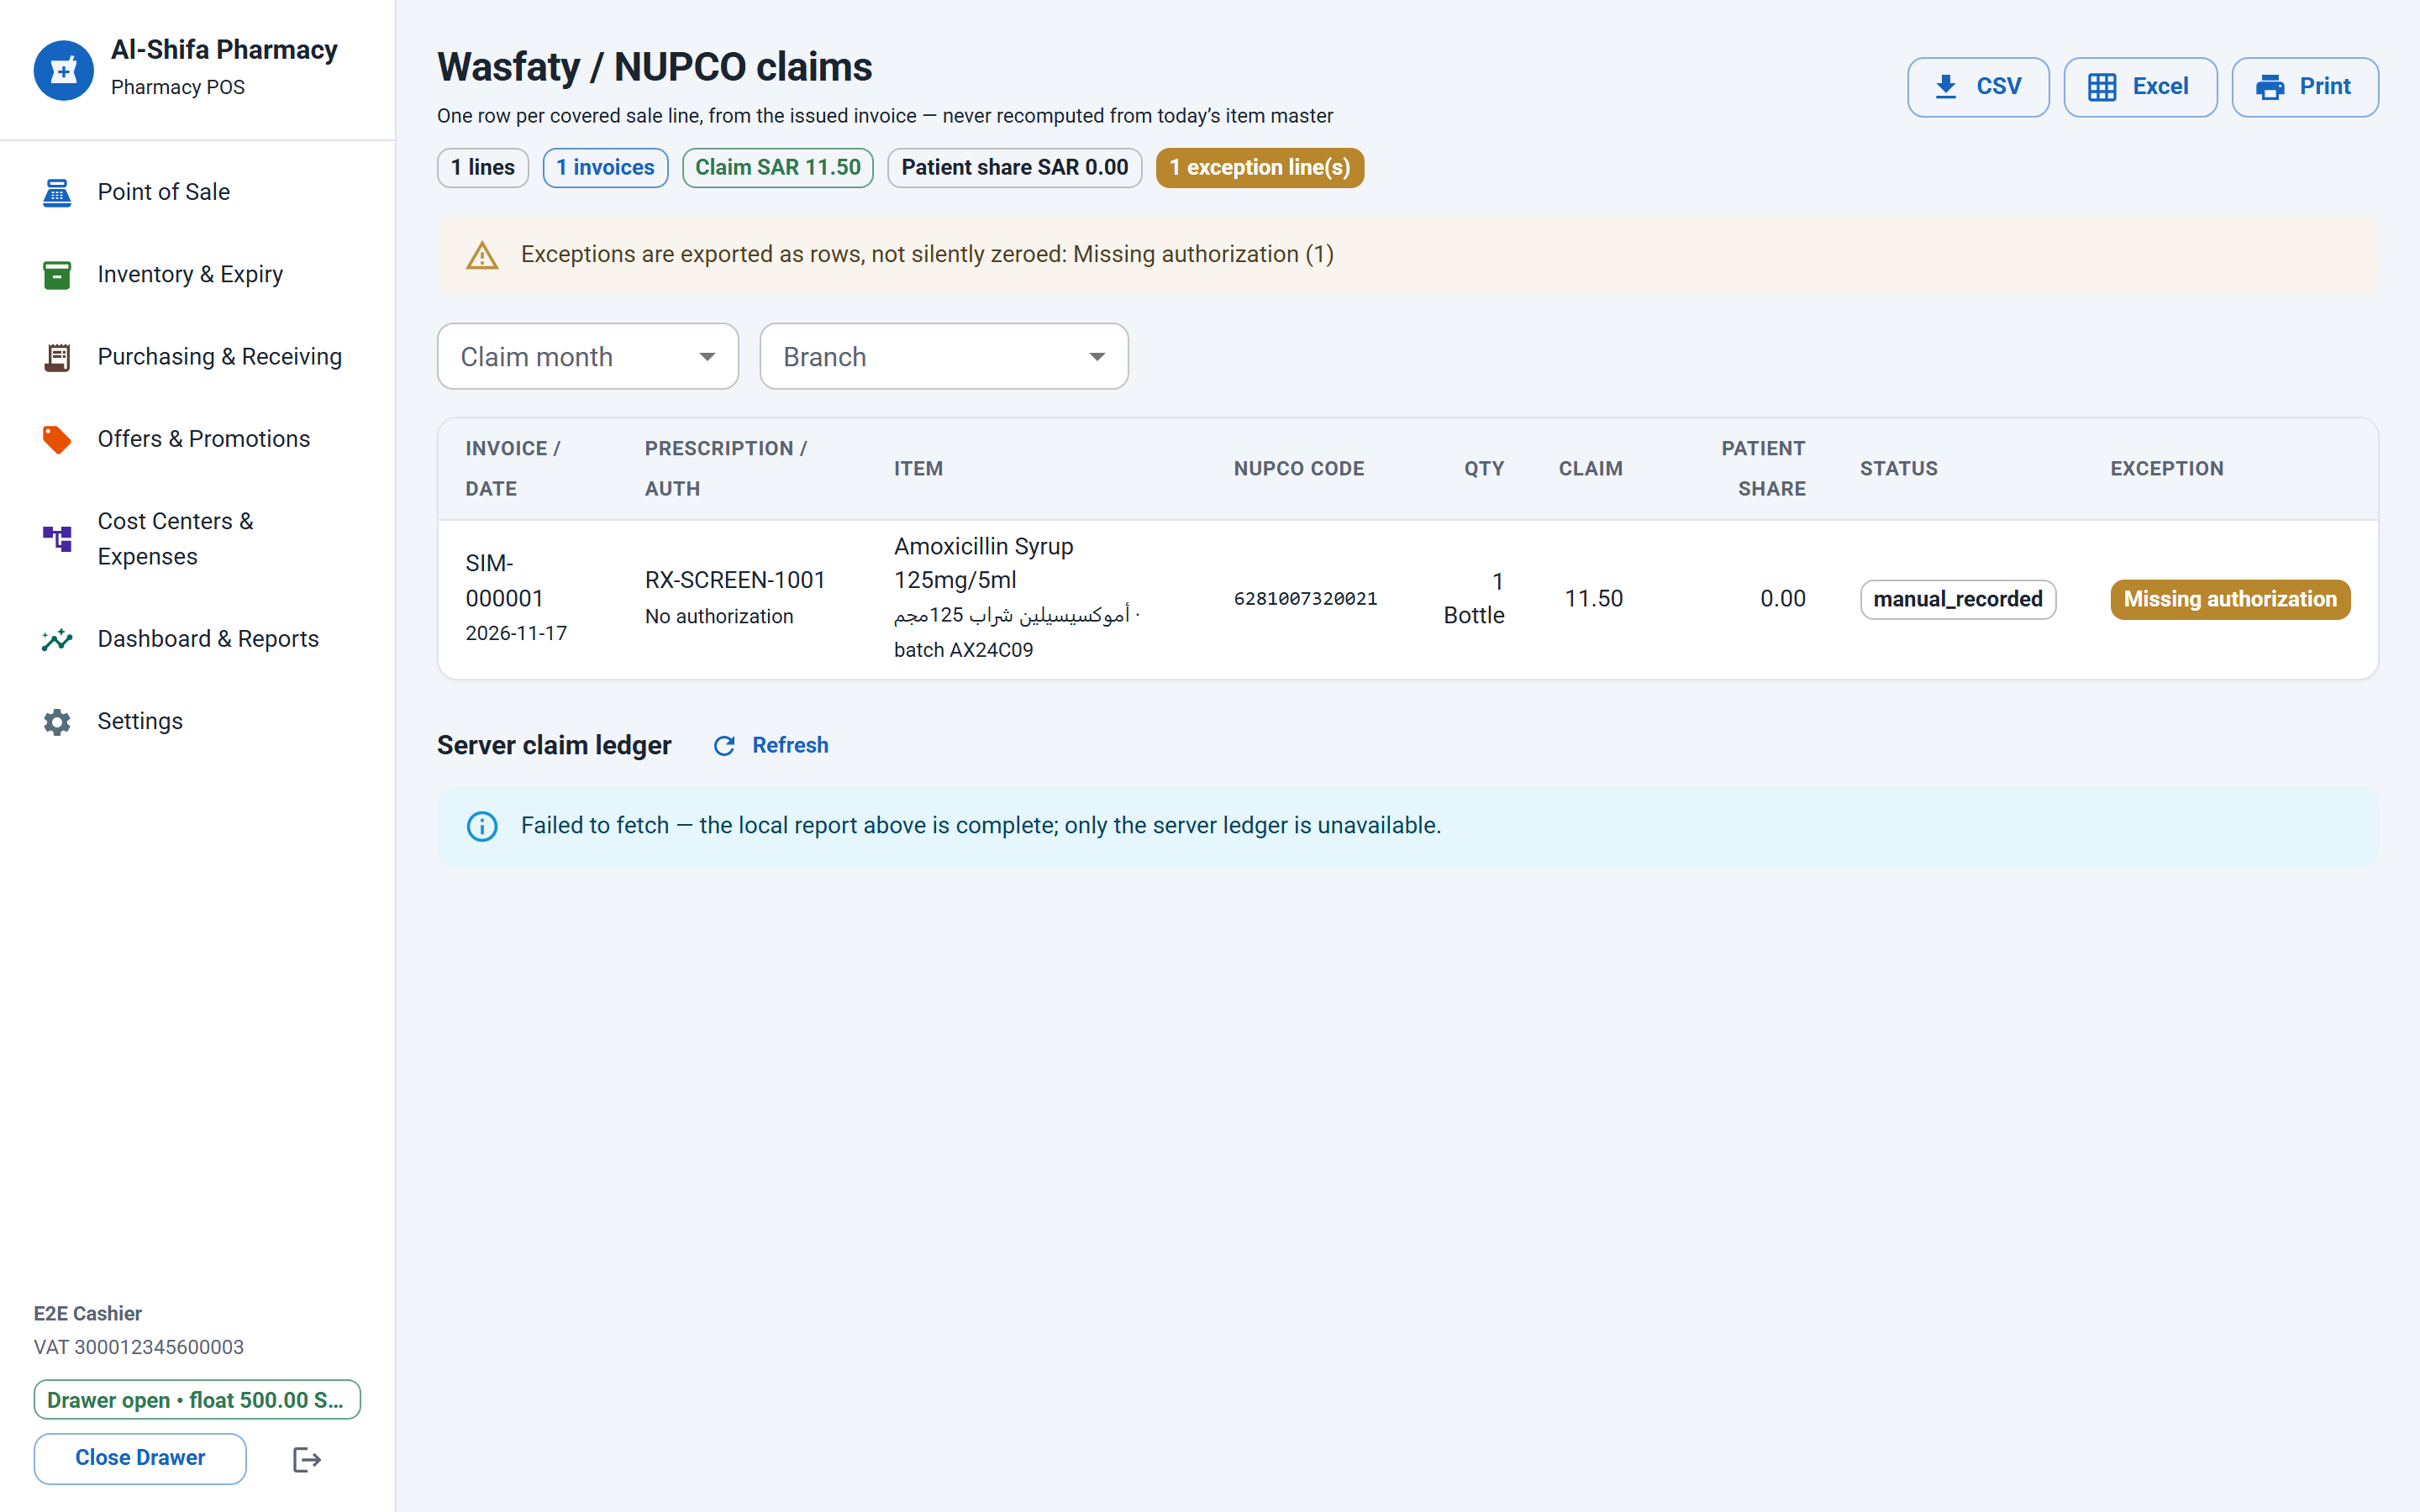 Al-Shifa Pharmacy
Pharmacy POS
Point of Sale
Inventory & Expiry
Purchasing & Receiving
Offers & Promotions
Cost Centers &
Expenses
Dashboard & Reports
Settings
E2E Cashier
VAT 300012345600003
Drawer open • float 500.00 S...
Close Drawer
Wasfaty / NUPCO claims
One row per covered sale line, from the issued invoice — never recomputed from today’s item master
CSV
Excel
Print
1 lines
1 invoices
Claim SAR 11.50
Patient share SAR 0.00
1 exception line(s)
Exceptions are exported as rows, not silently zeroed: Missing authorization (1)
Claim month
Branch
INVOICE /
DATE
PRESCRIPTION /
AUTH
ITEM
NUPCO CODE
QTY
CLAIM
PATIENT
SHARE
STATUS
EXCEPTION
SIM-
000001
2026-11-17
RX-SCREEN-1001
No authorization
Amoxicillin Syrup
125mg/5ml
أموكسيسيلين شراب 125مجم ·
batch AX24C09
6281007320021
1
Bottle
11.50
0.00
manual_recorded
Missing authorization
Server claim ledger
Refresh
Failed to fetch — the local report above is complete; only the server ledger is unavailable.